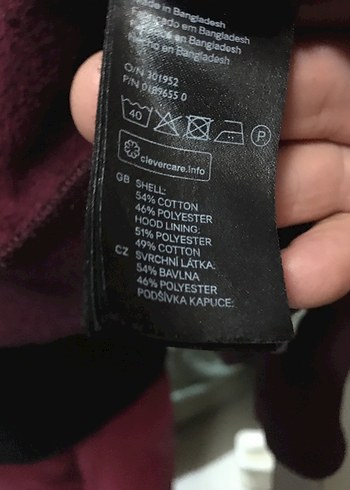 Made in Bangladesh
Fabricado em Bangladesh
Fabriqué en Bangladesh
Hecho en Bangladesh
O/N 301952
P/N 0189655 0
40
P
clevercare.info
GB SHELL:
54% COTTON
46% POLYESTER
HOOD LINING:
51% POLYESTER
49% COTTON
CZ SVRCHNÍ LÁTKA:
54% BAVLNA
46% POLYESTER
PODŠÍVKA KAPUCE: